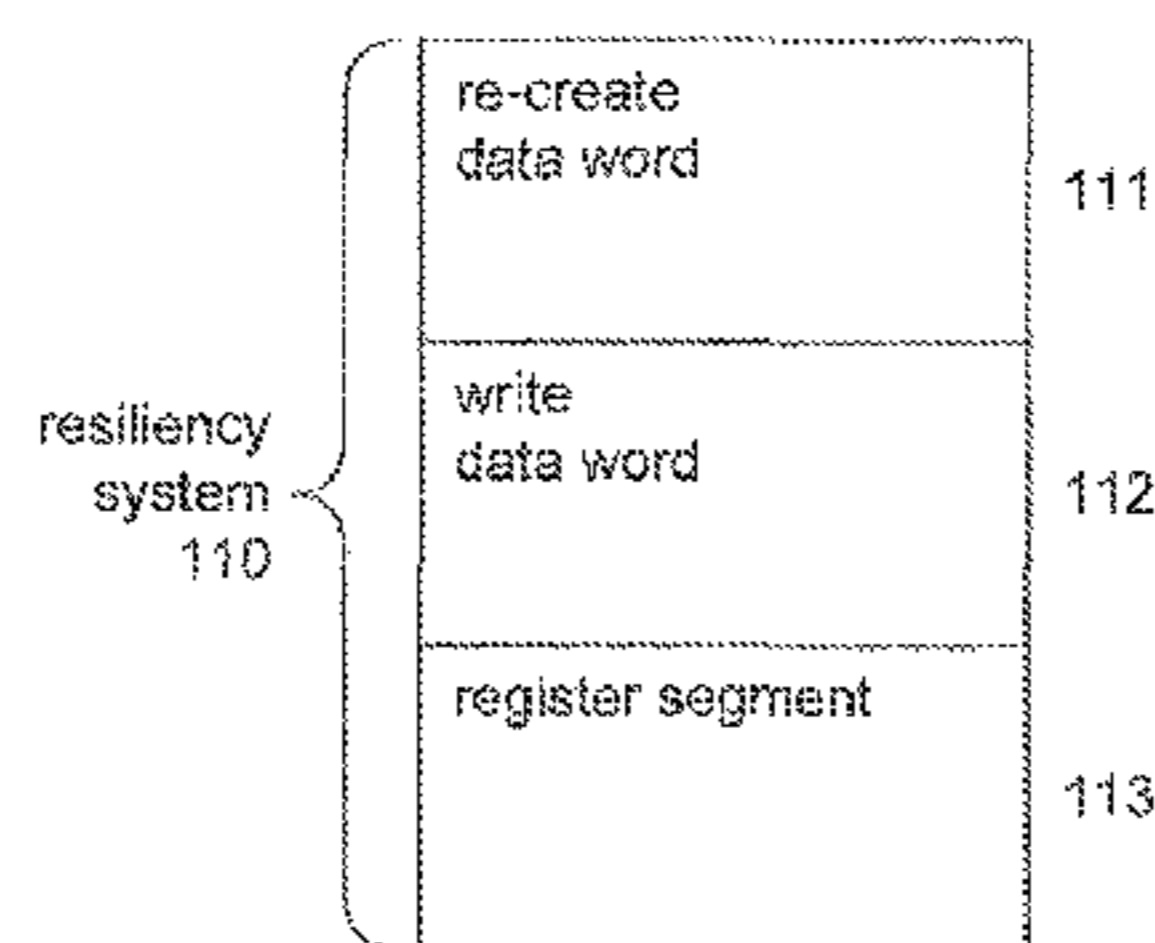 re-create
data word
111
write
data word
resiliency
system
110
112
register segment
113